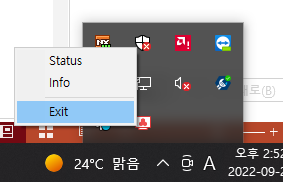 Status
Info
Exit
(B)
24°C 맑음
A
오후 2:52
2022-09-2